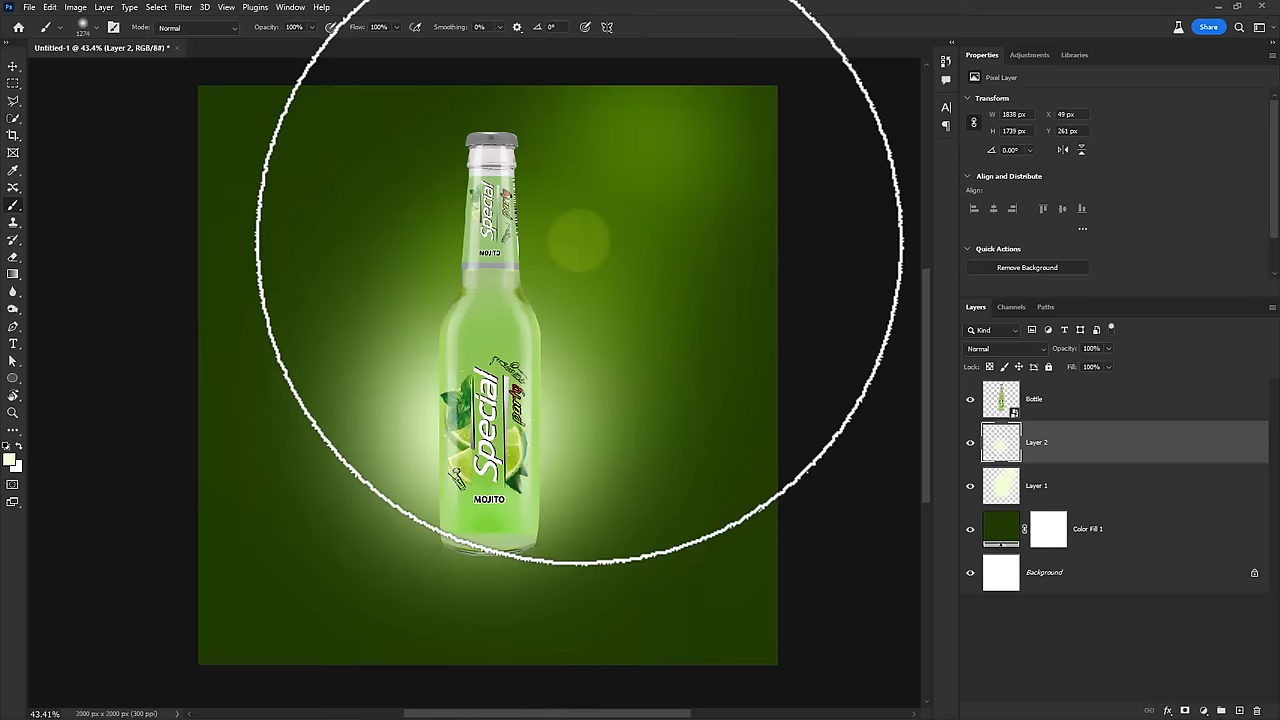 Ps File Edit Image Layer Type Select Filter 3D View Plugins Window Help
1274 Mode: Normal Opacity: 100% Flow: 100% Smoothing: 0% 0° Share
Untitled-1 @ 43.4% (Layer 2, RGB/8#) * ×
Properties Adjustments Libraries
Pixel Layer
Transform
W 1838 px X 49 px
H 1739 px Y 261 px
0.00°
Align and Distribute
Align:
Quick Actions
Remove Background
Layers Channels Paths
Kind
Normal Opacity: 100%
Lock: Fill: 100%
Bottle
Layer 2
Layer 1
Color Fill 1
Background
Special
MOJITO
Special
MOJITO
43.41% 2000 px x 2000 px (300 ppi)